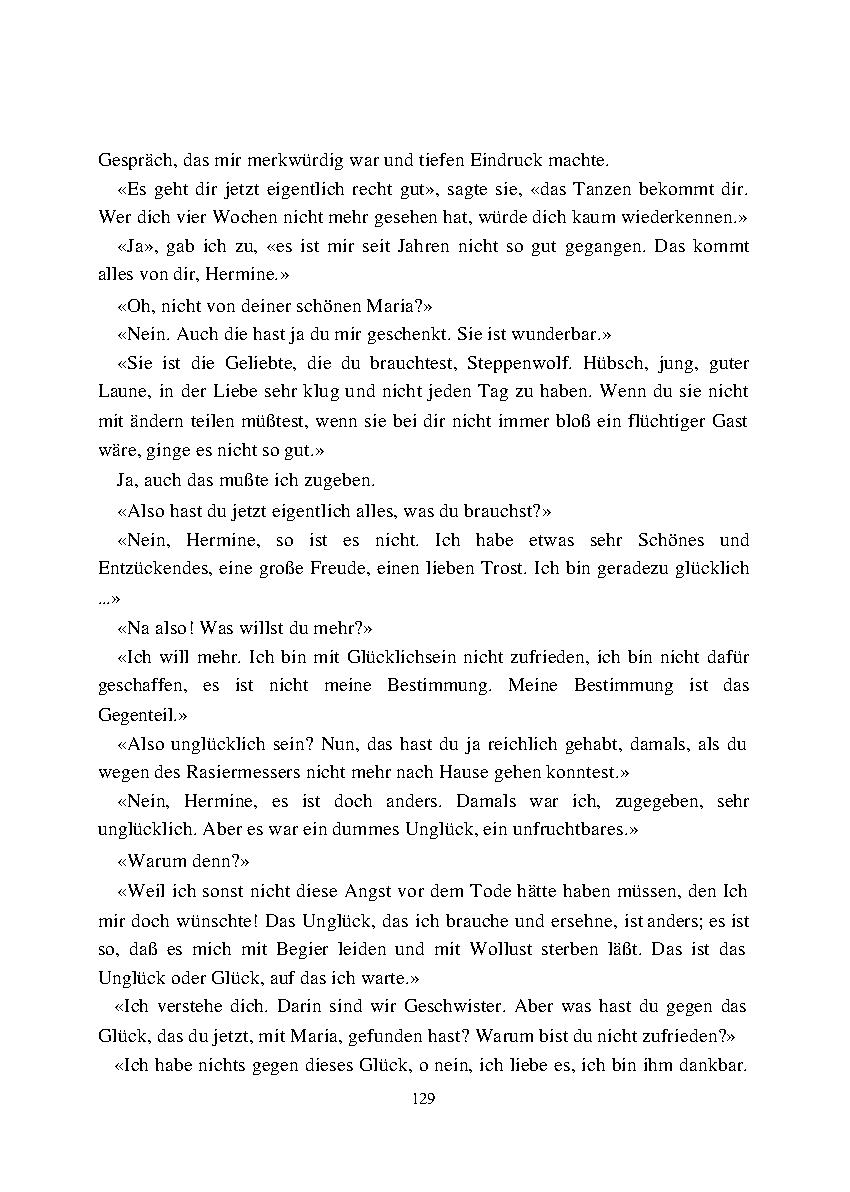 Gespräch, das mir merkwürdig war und tiefen Eindruck machte.
«Es geht dir jetzt eigentlich recht gut», sagte sie, «das Tanzen bekommt dir.
Wer dich vier Wochen nicht mehr gesehen hat, würde dich kaum wiederkennen.»
«Ja», gab ich zu, «es ist mir seit Jahren nicht so gut gegangen. Das kommt
alles von dir, Hermine.»
«Oh, nicht von deiner schönen Maria?»
«Nein. Auch die hast ja du mir geschenkt. Sie ist wunderbar.»
«Sie ist die Geliebte, die du brauchtest, Steppenwolf. Hübsch, jung, guter
Laune, in der Liebe sehr klug und nicht jeden Tag zu haben. Wenn du sie nicht
mit ändern teilen müßtest, wenn sie bei dir nicht immer bloß ein flüchtiger Gast
wäre, ginge es nicht so gut.»
Ja, auch das mußte ich zugeben.
«Also hast du jetzt eigentlich alles, was du brauchst?»
«Nein, Hermine, so ist es nicht. Ich habe etwas sehr Schönes und
Entzückendes, eine große Freude, einen lieben Trost. Ich bin geradezu glücklich
...»
«Na also! Was willst du mehr?»
«Ich will mehr. Ich bin mit Glücklichsein nicht zufrieden, ich bin nicht dafür
geschaffen, es ist nicht meine Bestimmung. Meine Bestimmung ist das
Gegenteil.»
«Also unglücklich sein? Nun, das hast du ja reichlich gehabt, damals, als du
wegen des Rasiermessers nicht mehr nach Hause gehen konntest.»
«Nein, Hermine, es ist doch anders. Damals war ich, zugegeben, sehr
unglücklich. Aber es war ein dummes Unglück, ein unfruchtbares.»
«Warum denn?»
«Weil ich sonst nicht diese Angst vor dem Tode hätte haben müssen, den Ich
mir doch wünschte! Das Unglück, das ich brauche und ersehne, ist anders; es ist
so, daß es mich mit Begier leiden und mit Wollust sterben läßt. Das ist das
Unglück oder Glück, auf das ich warte.»
«Ich verstehe dich. Darin sind wir Geschwister. Aber was hast du gegen das
Glück, das du jetzt, mit Maria, gefunden hast? Warum bist du nicht zufrieden?»
«Ich habe nichts gegen dieses Glück, o nein, ich liebe es, ich bin ihm dankbar.
129